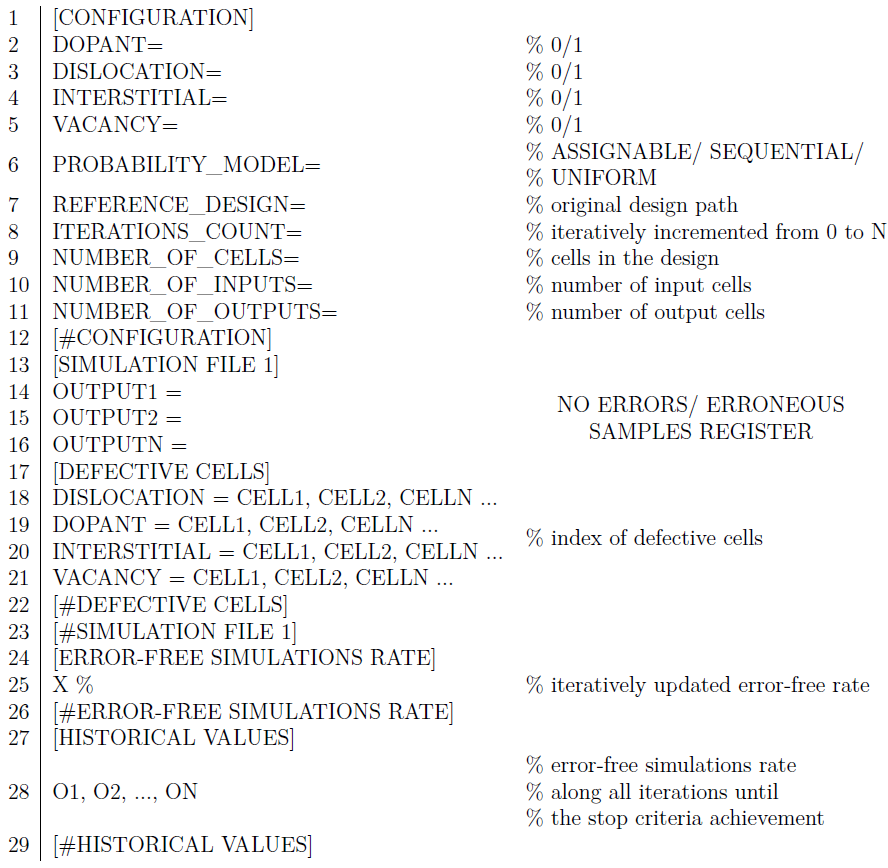 1 [CONFIGURATION]
2 DOPANT= % 0/1
3 DISLOCATION= % 0/1
4 INTERSTITIAL= % 0/1
5 VACANCY= % 0/1
% ASSIGNABLE/ SEQUENTIAL/
6 PROBABILITY_MODEL=
% UNIFORM
7 REFERENCE_DESIGN= % original design path
8 ITERATIONS_COUNT= % iteratively incremented from 0 to N
9 NUMBER_OF_CELLS= % cells in the design
10 NUMBER_OF_INPUTS= % number of input cells
11 NUMBER_OF_OUTPUTS= % number of output cells
12 [#CONFIGURATION]
13 [SIMULATION FILE 1]
14 OUTPUT1 =
NO ERRORS/ ERRONEOUS
15 OUTPUT2 =
SAMPLES REGISTER
16 OUTPUTN =
17 [DEFECTIVE CELLS]
18 DISLOCATION = CELL1, CELL2, CELLN ...
19 DOPANT = CELL1, CELL2, CELLN ...
% index of defective cells
20 INTERSTITIAL = CELL1, CELL2, CELLN ...
21 VACANCY = CELL1, CELL2, CELLN ...
22 [#DEFECTIVE CELLS]
23 [#SIMULATION FILE 1]
24 [ERROR-FREE SIMULATIONS RATE]
25 X % % iteratively updated error-free rate
26 [#ERROR-FREE SIMULATIONS RATE]
27 [HISTORICAL VALUES]
% error-free simulations rate
28 O1, O2, ..., ON % along all iterations until
% the stop criteria achievement
29 [#HISTORICAL VALUES]